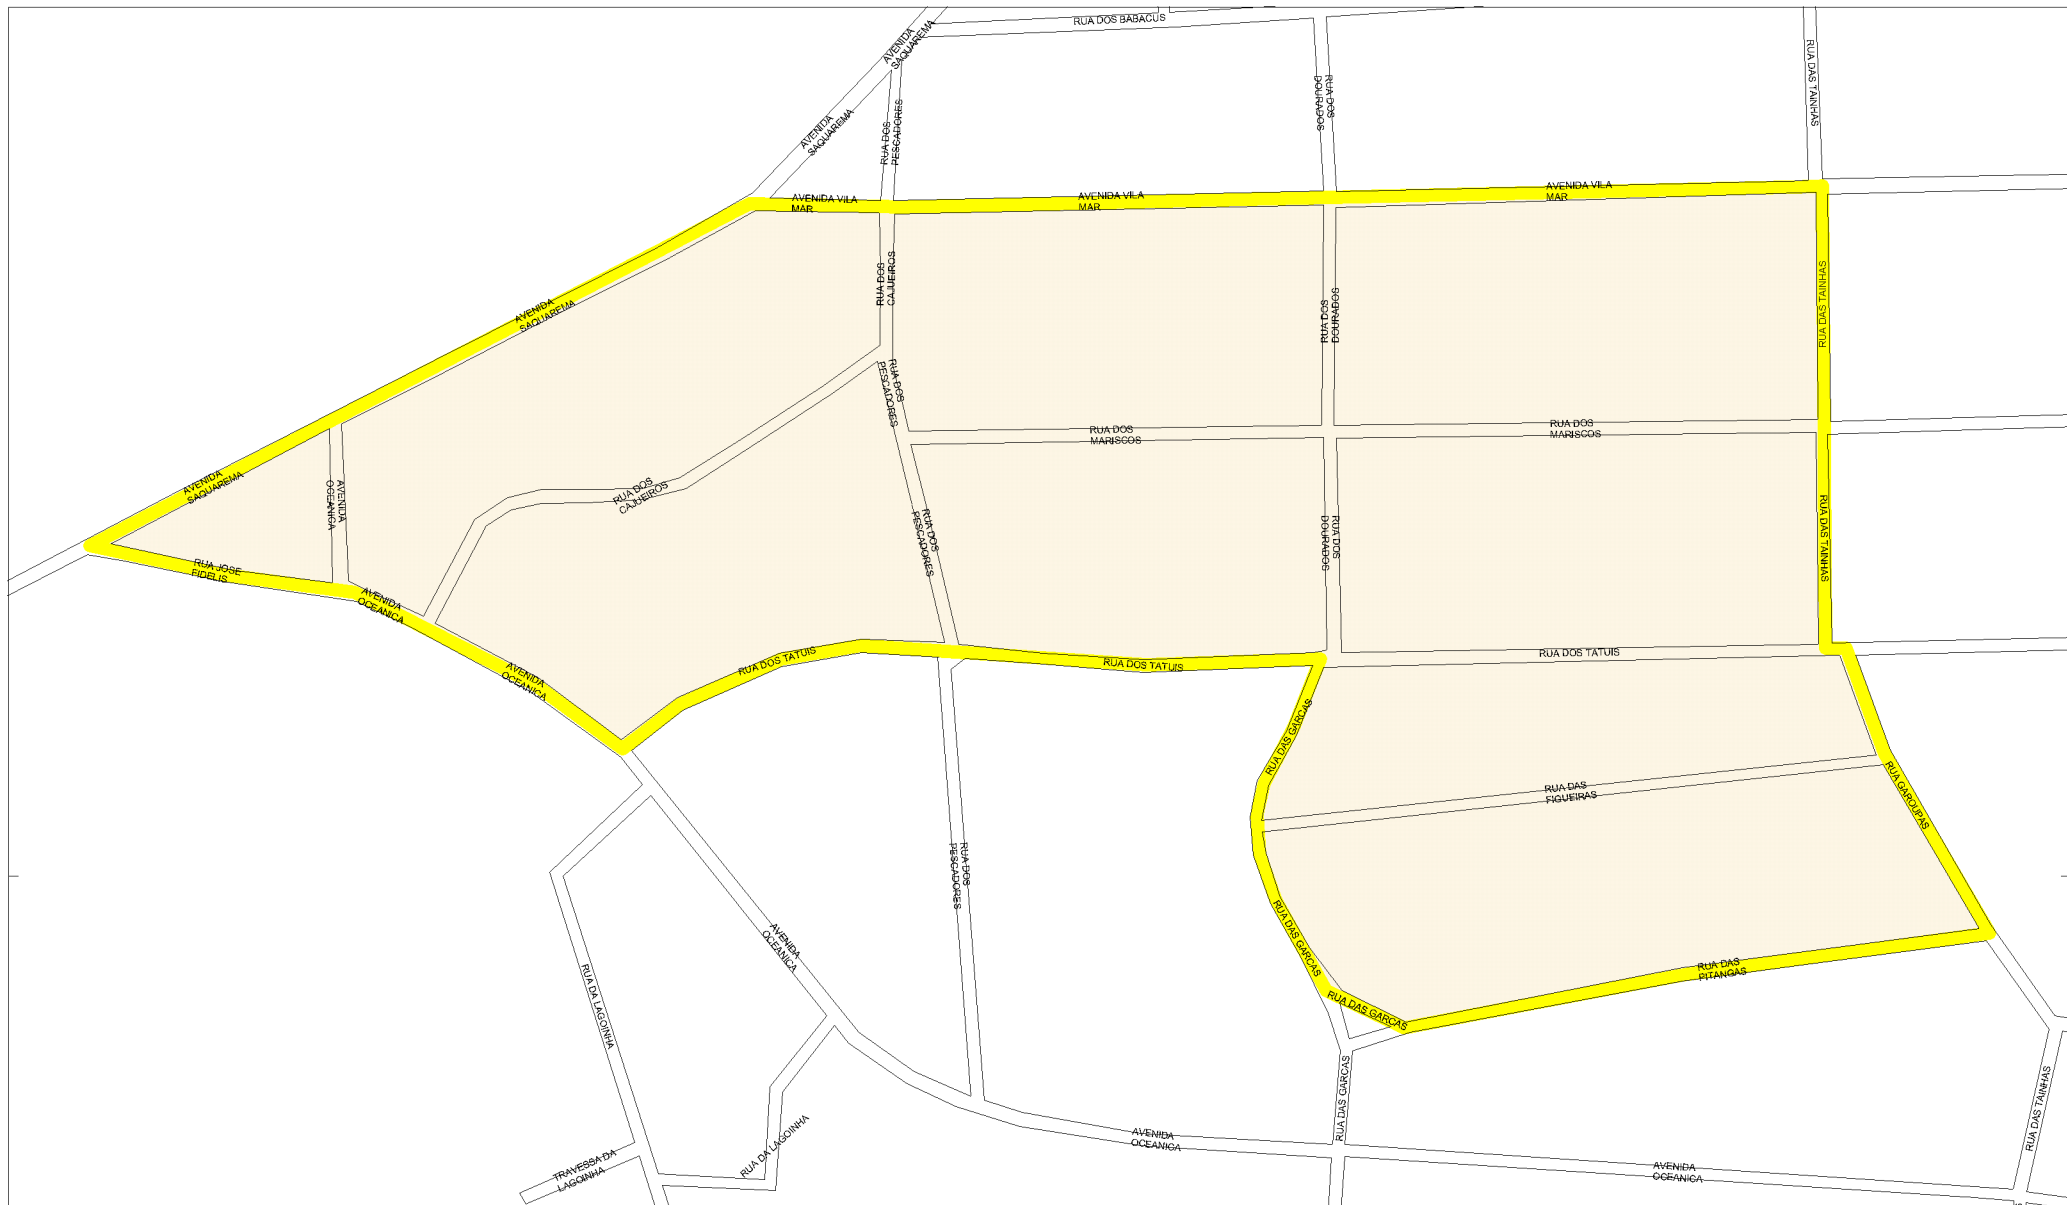 RUA DOS BABACUS
AVENIDA
SAQUAREMA
RUA DOS
DOURADOS
RUA DAS TAINHAS
AVENIDA
SAQUAREMA
RUA DOS
PESCADORES
AVENIDA VILA
MAR
AVENIDA VILA
MAR
AVENIDA VILA
MAR
RUA DOS
CAJUEIROS
RUA DOS
DOURADOS
RUA DAS TAINHAS
AVENIDA
SAQUAREMA
RUA DOS
PESCADORES
RUA DOS
MARISCOS
RUA DOS
MARISCOS
AVENIDA
SAQUAREMA
AVENIDA
OCEANICA
RUA DOS
CAJUEIROS
RUA DOS
PESCADORES
RUA DOS
DOURADOS
RUA DAS TAINHAS
RUA JOSE
FIDELIS
AVENIDA
OCEANICA
AVENIDA
OCEANICA
RUA DOS TATUIS
RUA DOS TATUIS
RUA DOS TATUIS
RUA DAS GARCAS
RUA DAS
FIGUEIRAS
RUA GAROUPAS
RUA DOS
PESCADORES
AVENIDA
OCEANICA
RUA DAS GARCAS
RUA DAS
PITANGAS
RUA DA LAGOINHA
RUA DAS GARCAS
RUA DAS GARCAS
RUA DAS TAINHAS
RUA DA LAGOINHA
AVENIDA
OCEANICA
TRAVESSA DA
LAGOINHA
AVENIDA
OCEANICA